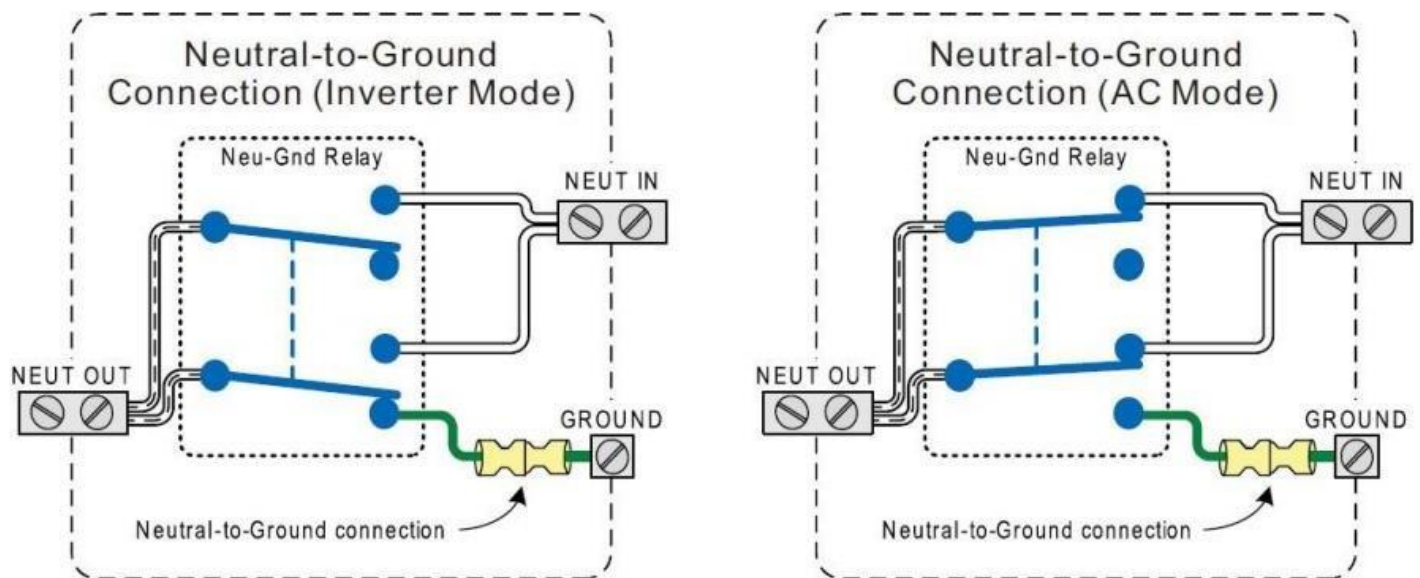 Neutral-to-Ground
Connection (Inverter Mode)
Neu-Gnd Relay
NEUT IN
NEUT OUT
GROUND
Neutral-to-Ground connection
Neutral-to-Ground
Connection (AC Mode)
Neu-Gnd Relay
NEUT IN
NEUT OUT
GROUND
Neutral-to-Ground connection